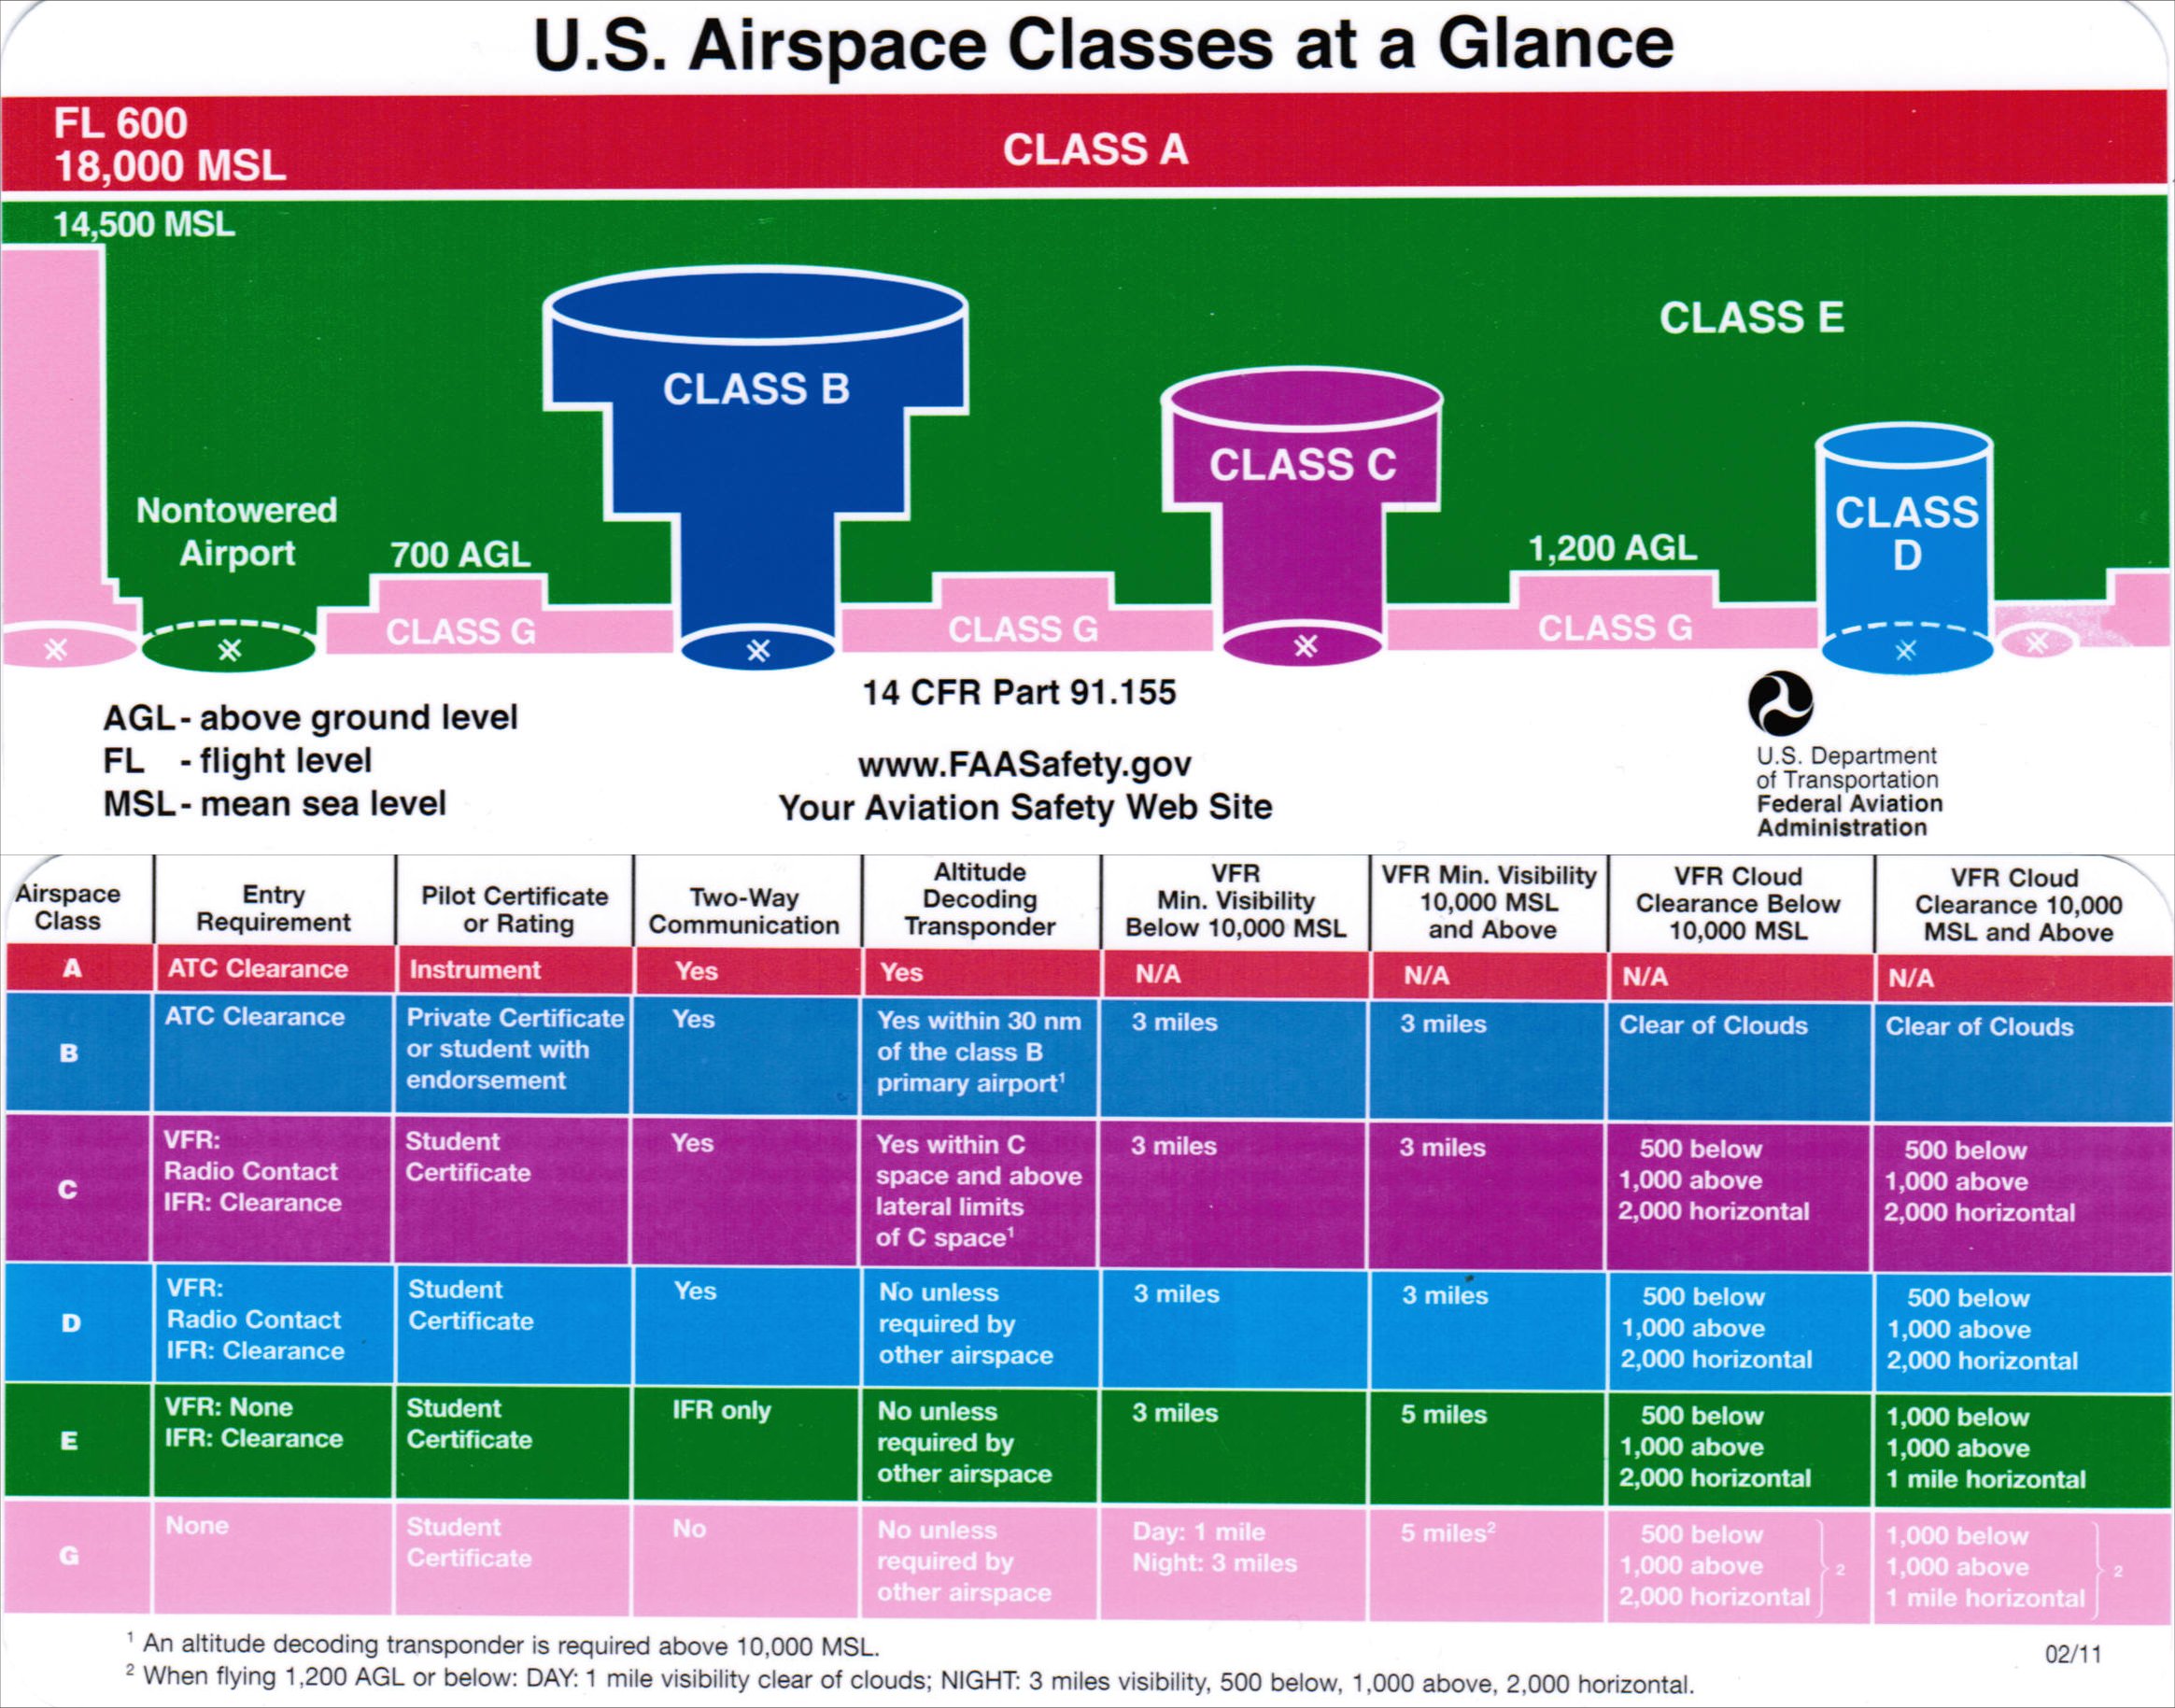 U.S. Airspace Classes at a Glance
FL 600
18,000 MSL
CLASS A
14,500 MSL
CLASS E
CLASS B
CLASS C
CLASS
D
Nontowered
Airport
700 AGL
1,200 AGL
CLASS G
CLASS G
CLASS G
AGL - above ground level
FL - flight level
MSL - mean sea level
14 CFR Part 91.155
www.FAASafety.gov
Your Aviation Safety Web Site
U.S. Department
of Transportation
Federal Aviation
Administration
Airspace
Class
Entry
Requirement
Pilot Certificate
or Rating
Two-Way
Communication
Altitude
Decoding
Transponder
VFR
Min. Visibility
Below 10,000 MSL
VFR Min. Visibility
10,000 MSL
and Above
VFR Cloud
Clearance Below
10,000 MSL
VFR Cloud
Clearance 10,000
MSL and Above
A
ATC Clearance
Instrument
Yes
Yes
N/A
N/A
N/A
N/A
B
ATC Clearance
Private Certificate
or student with
endorsement
Yes
Yes within 30 nm
of the class B
primary airport¹
3 miles
3 miles
Clear of Clouds
Clear of Clouds
C
VFR:
Radio Contact
IFR: Clearance
Student
Certificate
Yes
Yes within C
space and above
lateral limits
of C space¹
3 miles
3 miles
500 below
1,000 above
2,000 horizontal
500 below
1,000 above
2,000 horizontal
D
VFR:
Radio Contact
IFR: Clearance
Student
Certificate
Yes
No unless
required by
other airspace
3 miles
3 miles
500 below
1,000 above
2,000 horizontal
500 below
1,000 above
2,000 horizontal
E
VFR: None
IFR: Clearance
Student
Certificate
IFR only
No unless
required by
other airspace
3 miles
5 miles
500 below
1,000 above
2,000 horizontal
1,000 below
1,000 above
1 mile horizontal
G
None
Student
Certificate
No
No unless
required by
other airspace
Day: 1 mile
Night: 3 miles
5 miles²
500 below
1,000 above
2,000 horizontal
2
1,000 below
1,000 above
1 mile horizontal
2
¹ An altitude decoding transponder is required above 10,000 MSL.
² When flying 1,200 AGL or below: DAY: 1 mile visibility clear of clouds; NIGHT: 3 miles visibility, 500 below, 1,000 above, 2,000 horizontal.
02/11